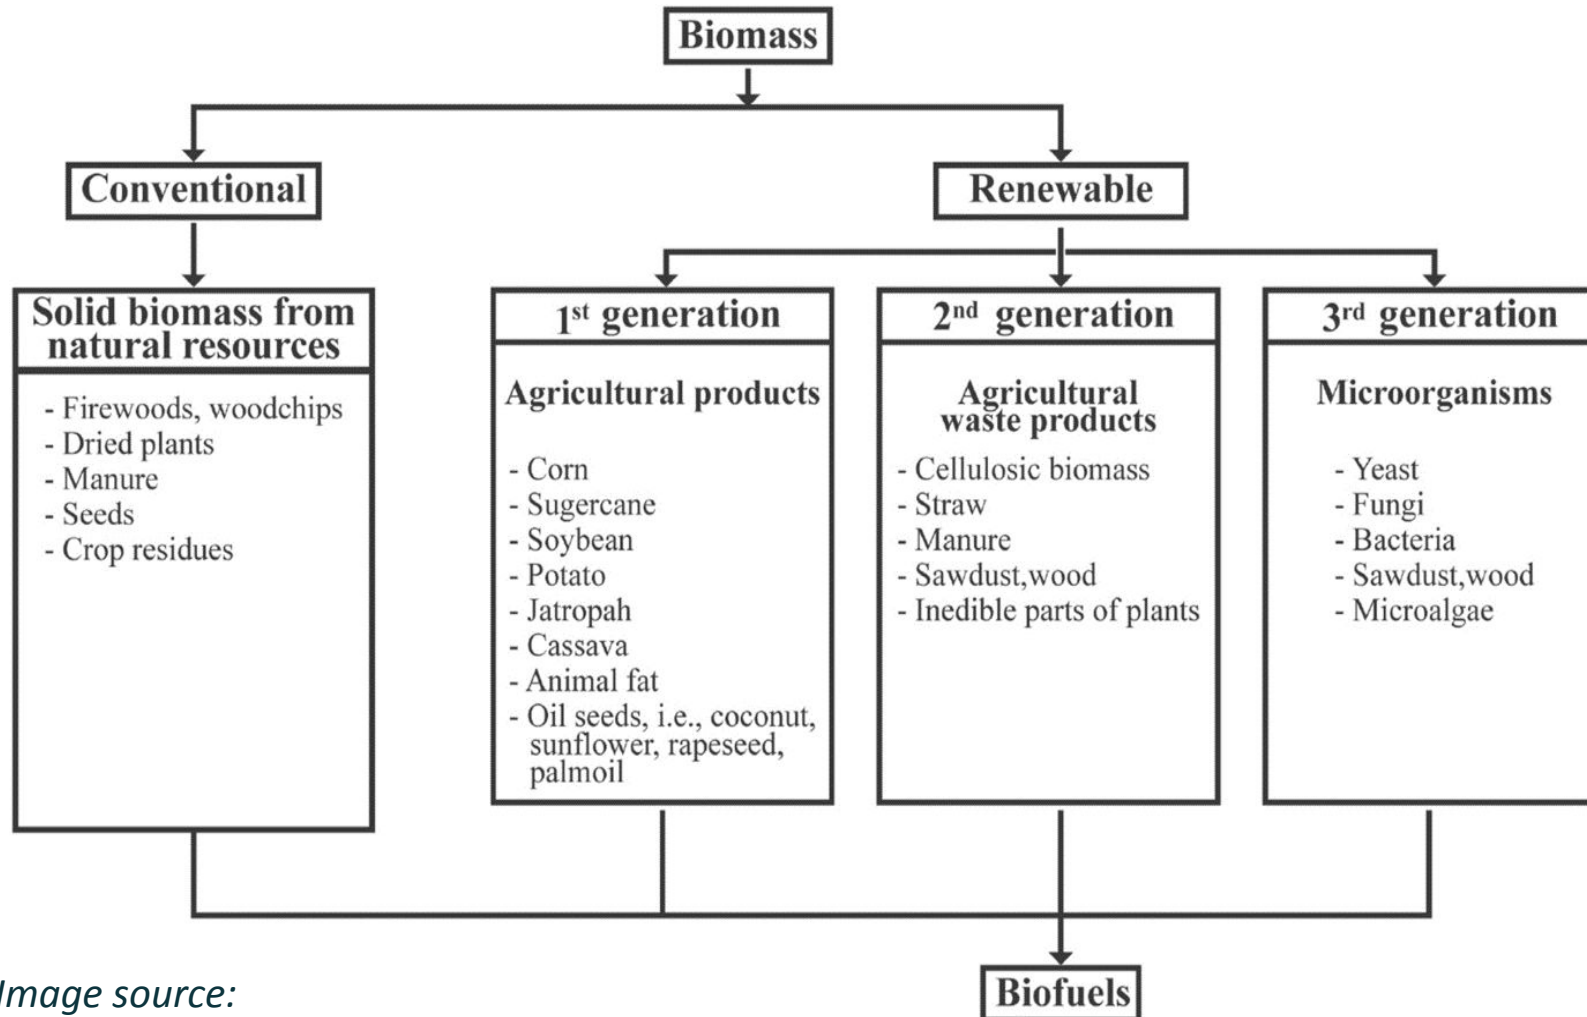 Biomass
Conventional
Renewable
Solid biomass from
natural resources
- Firewoods, woodchips
- Dried plants
- Manure
- Seeds
- Crop residues
1st generation
Agricultural products
- Corn
- Sugercane
- Soybean
- Potato
- Jatropah
- Cassava
- Animal fat
- Oil seeds, i.e., coconut,
sunflower, rapeseed,
palmoil
2nd generation
Agricultural
waste products
- Cellulosic biomass
- Straw
- Manure
- Sawdust,wood
- Inedible parts of plants
3rd generation
Microorganisms
- Yeast
- Fungi
- Bacteria
- Sawdust,wood
- Microalgae
Biofuels
Image source: